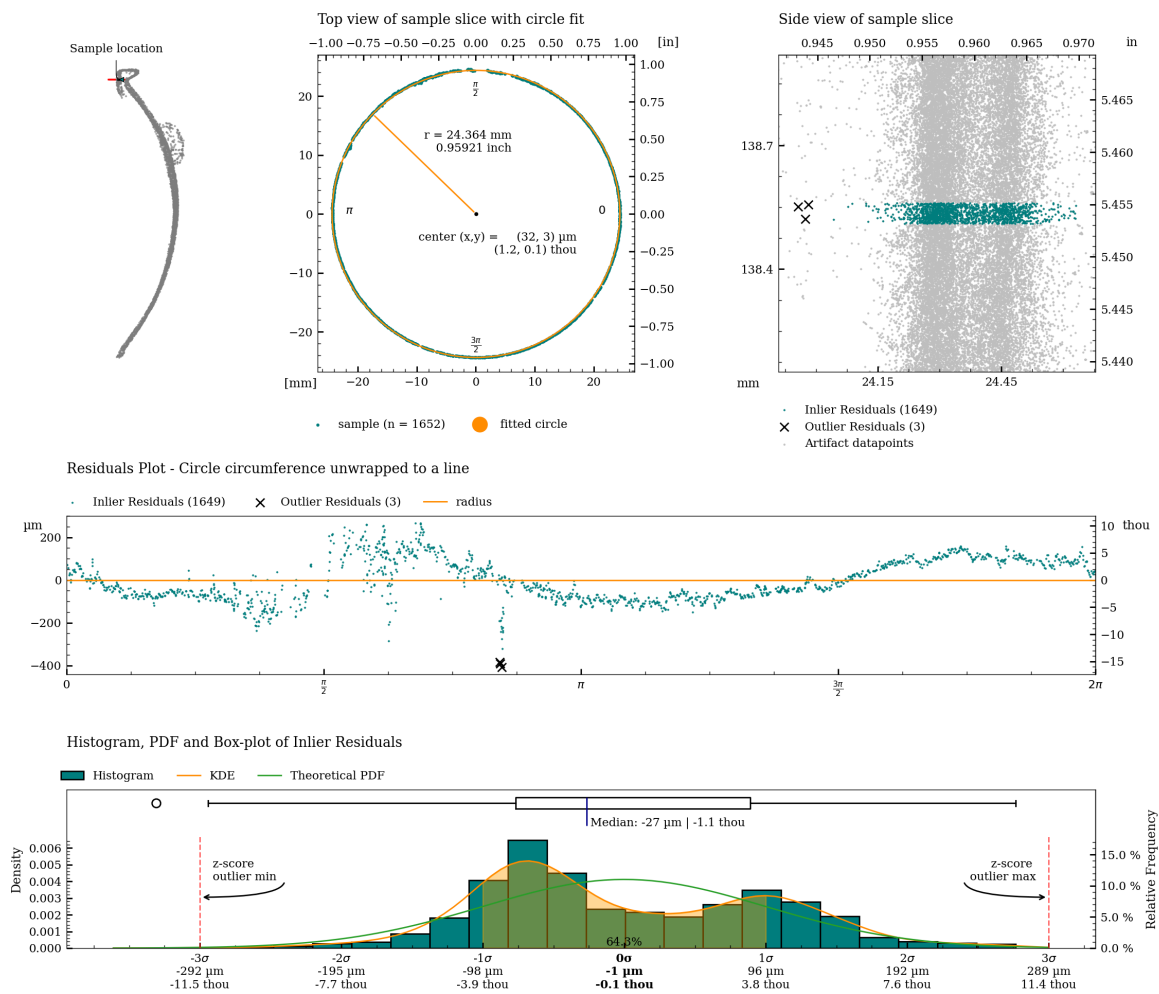 Top view of sample slice with circle fit
Side view of sample slice
Sample location
−1.00 −0.75 −0.50 −0.25 0.00 0.25 0.50 0.75 1.00 [in]
0.945 0.950 0.955 0.960 0.965 0.970 in
20
10
0
−10
−20
π/2
r = 24.364 mm
0.95921 inch
π
0
center (x,y) = (32, 3) µm
(1.2, 0.1) thou
3π/2
1.00
0.75
0.50
0.25
0.00
−0.25
−0.50
−0.75
−1.00
[mm] −20 −10 0 10 20
138.7
138.4
5.465
5.460
5.455
5.450
5.445
5.440
mm 24.15 24.45
sample (n = 1652) fitted circle
Inlier Residuals (1649)
Outlier Residuals (3)
Artifact datapoints
Residuals Plot - Circle circumference unwrapped to a line
Inlier Residuals (1649) Outlier Residuals (3) radius
µm
200
0
−200
−400
10 thou
5
0
−5
−10
−15
0 π/2 π 3π/2 2π
Histogram, PDF and Box-plot of Inlier Residuals
Histogram KDE Theoretical PDF
Median: -27 µm | -1.1 thou
Density
0.006
0.005
0.004
0.003
0.002
0.001
0.000
z-score
outlier min
z-score
outlier max
64.3%
15.0 %
10.0 %
5.0 %
0.0 %
Relative Frequency
-3σ -2σ -1σ 0σ 1σ 2σ 3σ
-292 µm -195 µm -98 µm -1 µm 96 µm 192 µm 289 µm
-11.5 thou -7.7 thou -3.9 thou -0.1 thou 3.8 thou 7.6 thou 11.4 thou